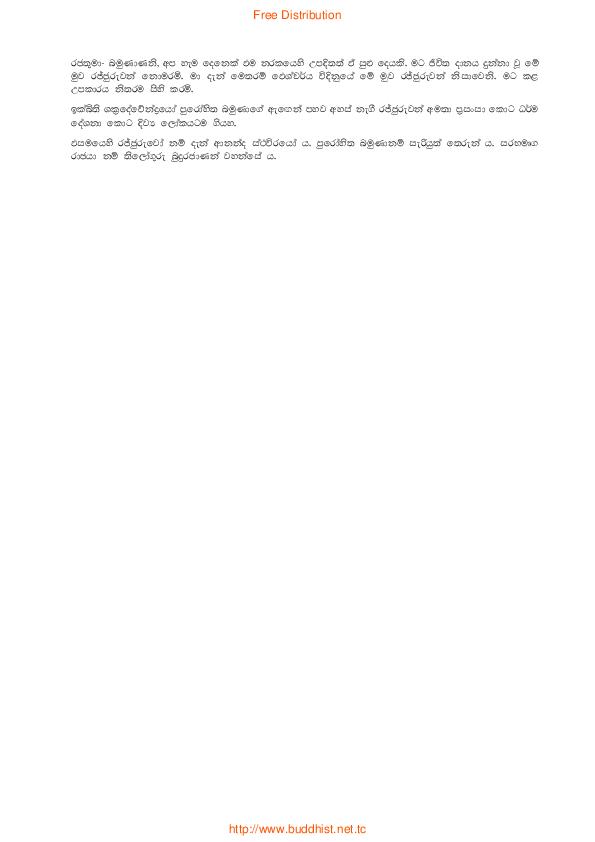 Free Distribution
රජතුමා- බමුණාණනි, අප හැම දෙනෙක් එම නරකයෙහි උපදිතත් ඒ සුළු දෙයකි. මට ජීවිත දානය දුන්නා වූ මේ
මුව රජ්ජුරුවන් නොමරමි. මා දැන් මෙතරම් ඓශ්වර්ය විඳිනුයේ මේ මුව රජ්ජුරුවන් නිසාවෙනි. මට කළ
උපකාරය නිතරම සිහි කරමි.
ඉක්බිති ශක්‍රදේවේන්ද්‍රයෝ පුරෝහිත බමුණාගේ ඇඟෙන් පහව අහස් නැගී රජ්ජුරුවන් අමතා ප්‍රසංසා කොට ධර්ම
දේශනා කොට දිව්‍ය ලෝකයටම ගියහ.
එසමයෙහි රජ්ජුරුවෝ නම් දැන් ආනන්ද ස්ථවිරයෝ ය. පුරෝහිත බමුණානම් සැරියුත් තෙරුන් ය. සරභමෘග
රාජයා නම් තිලෝගුරු බුදුරජාණන් වහන්සේ ය.
http://www.buddhist.net.tc